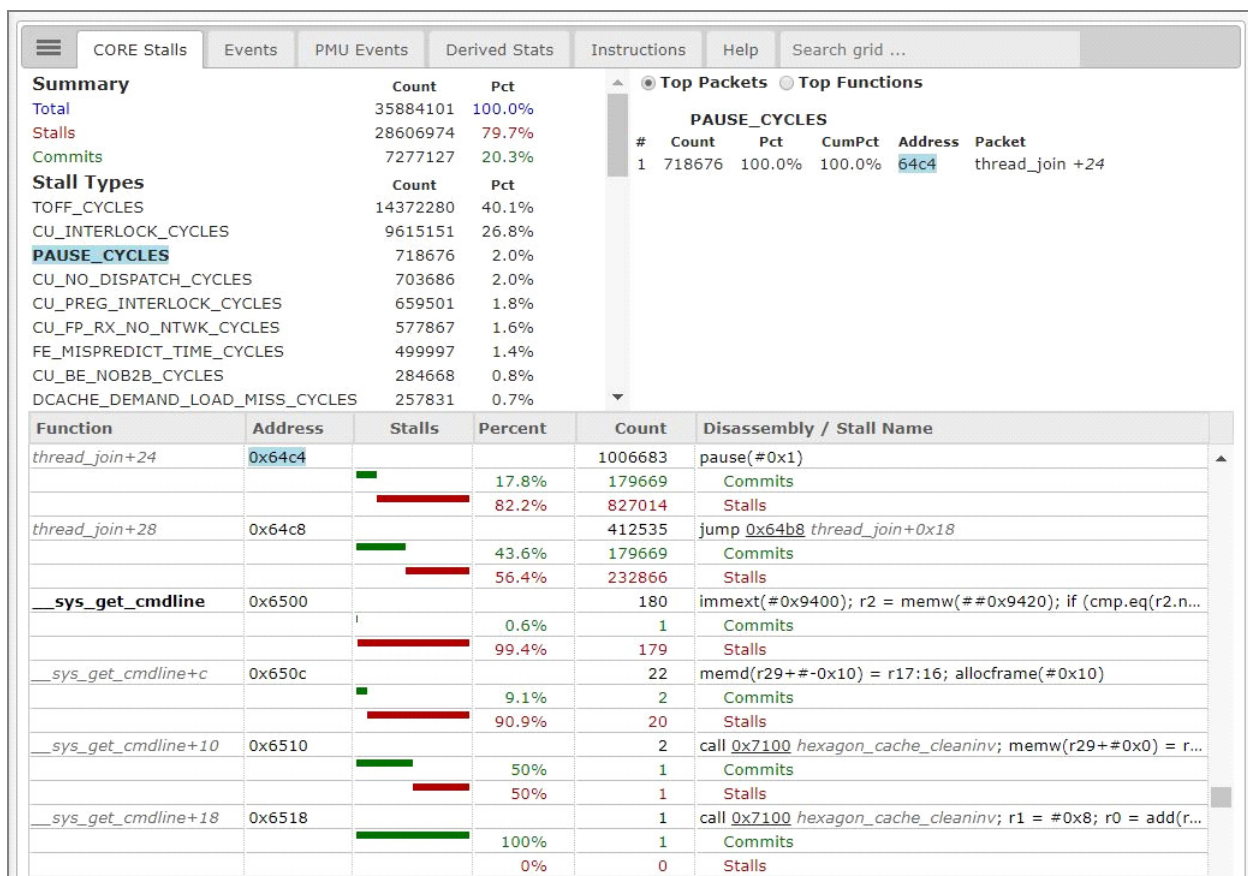 CORE Stalls Events PMU Events Derived Stats Instructions Help Search grid ...
Summary Count Pct
Total 35884101 100.0%
Stalls 28606974 79.7%
Commits 7277127 20.3%
Stall Types Count Pct
TOFF_CYCLES 14372280 40.1%
CU_INTERLOCK_CYCLES 9615151 26.8%
PAUSE_CYCLES 718676 2.0%
CU_NO_DISPATCH_CYCLES 703686 2.0%
CU_PREG_INTERLOCK_CYCLES 659501 1.8%
CU_FP_RX_NO_NTWK_CYCLES 577867 1.6%
FE_MISPREDICT_TIME_CYCLES 499997 1.4%
CU_BE_NOB2B_CYCLES 284668 0.8%
DCACHE_DEMAND_LOAD_MISS_CYCLES 257831 0.7%
Top Packets Top Functions
PAUSE_CYCLES
# Count Pct CumPct Address Packet
1 718676 100.0% 100.0% 64c4 thread_join +24
Function Address Stalls Percent Count Disassembly / Stall Name
thread_join+24 0x64c4 1006683 pause(#0x1)
17.8% 179669 Commits
82.2% 827014 Stalls
thread_join+28 0x64c8 412535 jump 0x64b8 thread_join+0x18
43.6% 179669 Commits
56.4% 232866 Stalls
__sys_get_cmdline 0x6500 180 immext(#0x9400); r2 = memw(##0x9420); if (cmp.eq(r2.n...
0.6% 1 Commits
99.4% 179 Stalls
__sys_get_cmdline+c 0x650c 22 memd(r29+#-0x10) = r17:16; allocframe(#0x10)
9.1% 2 Commits
90.9% 20 Stalls
__sys_get_cmdline+10 0x6510 2 call 0x7100 hexagon_cache_cleaninv; memw(r29+#0x0) = r...
50% 1 Commits
50% 1 Stalls
__sys_get_cmdline+18 0x6518 1 call 0x7100 hexagon_cache_cleaninv; r1 = #0x8; r0 = add(r...
100% 1 Commits
0% 0 Stalls